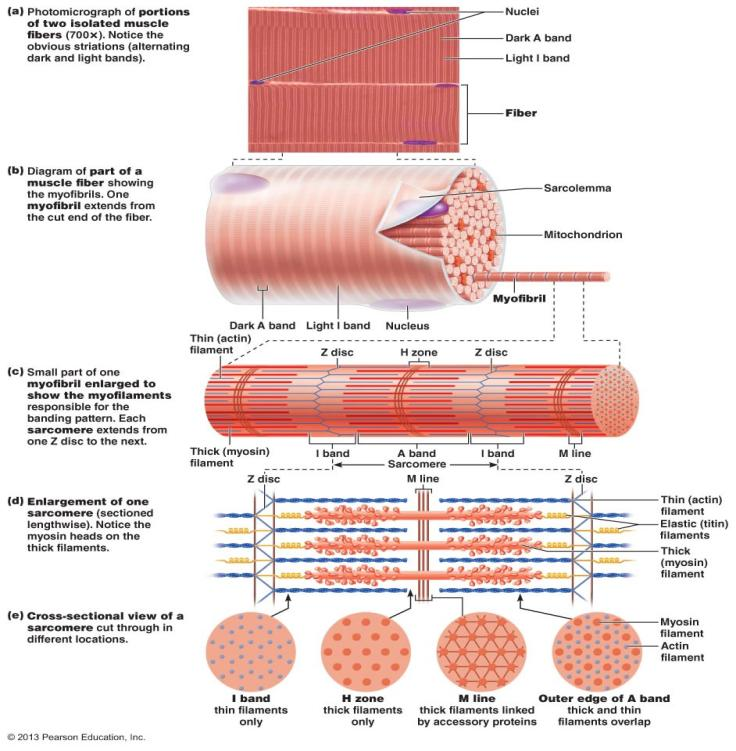 (a) Photomicrograph of portions
of two isolated muscle
fibers (700×). Notice the
obvious striations (alternating
dark and light bands).
Nuclei
Dark A band
Light I band
Fiber
(b) Diagram of part of a
muscle fiber showing
the myofibrils. One
myofibril extends from
the cut end of the fiber.
Sarcolemma
Mitochondrion
Myofibril
Dark A band Light I band Nucleus
Thin (actin)
filament
Z disc H zone Z disc
(c) Small part of one
myofibril enlarged to
show the myofilaments
responsible for the
banding pattern. Each
sarcomere extends from
one Z disc to the next.
Thick (myosin)
filament
I band A band I band M line
Sarcomere
Z disc M line Z disc
(d) Enlargement of one
sarcomere (sectioned
lengthwise). Notice the
myosin heads on the
thick filaments.
Thin (actin)
filament
Elastic (titin)
filaments
Thick
(myosin)
filament
(e) Cross-sectional view of a
sarcomere cut through in
different locations.
Myosin
filament
Actin
filament
I band
thin filaments
only
H zone
thick filaments
only
M line
thick filaments linked
by accessory proteins
Outer edge of A band
thick and thin
filaments overlap
© 2013 Pearson Education, Inc.